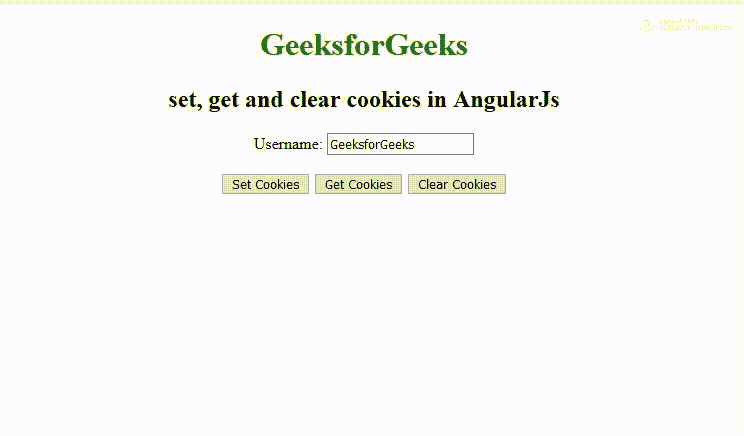 GeeksforGeeks
set, get and clear cookies in AngularJs
Username: GeeksforGeeks
Set Cookies Get Cookies Clear Cookies